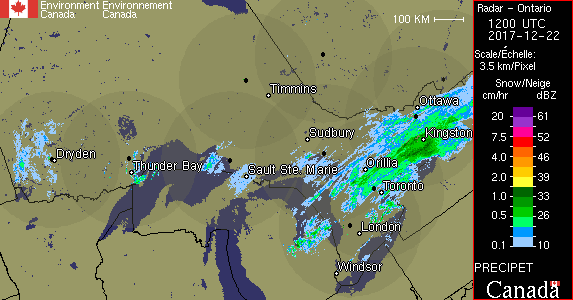 Environment Environnement
Canada Canada
100 KM
Timmins
Ottawa
Sudbury
Kingston
Dryden
Thunder Bay
Sault Ste. Marie
Orillia
Toronto
London
Windsor
Radar - Ontario
1200 UTC
2017-12-22
Scale/Échelle:
3.5 km/Pixel
Snow/Neige
cm/hr dBZ
20 61
7.5 52
4.0 46
2.0 39
1.0 33
0.5 26
0.1 10
PRECIPET
Canada